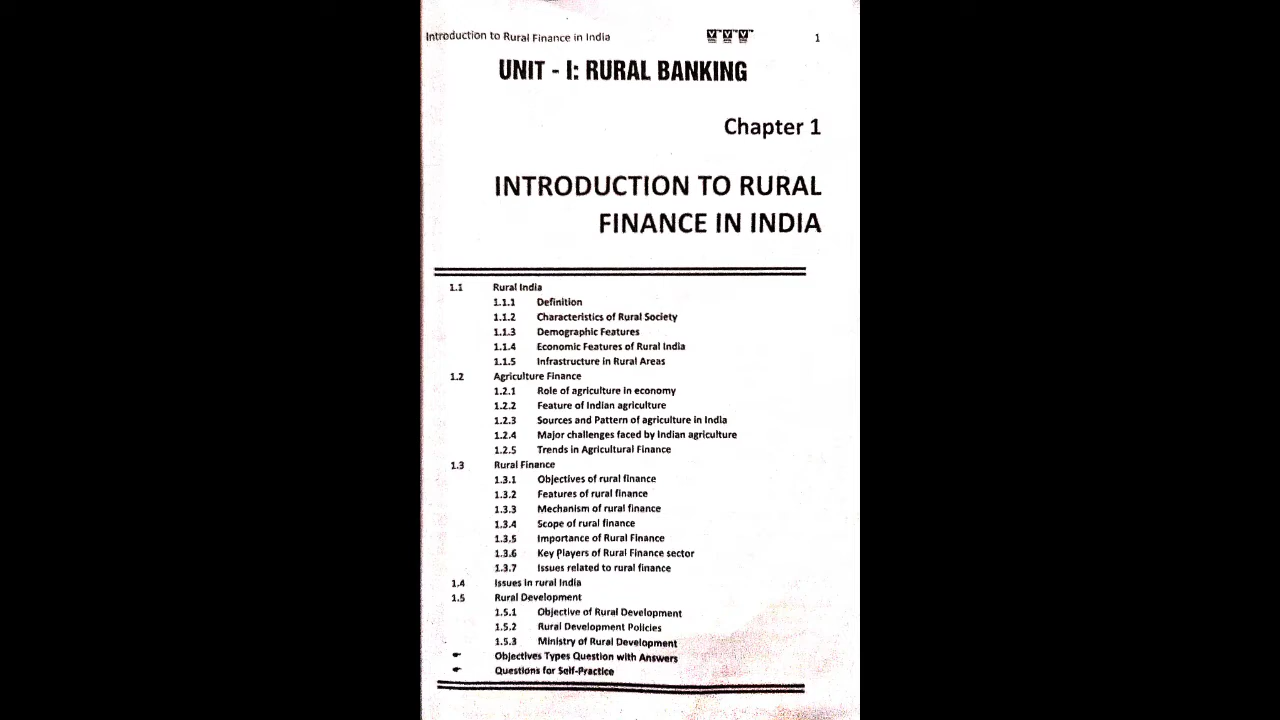 Introduction to Rural Finance in India 1
UNIT - I: RURAL BANKING
Chapter 1
INTRODUCTION TO RURAL
FINANCE IN INDIA
1.1 Rural India
1.1.1 Definition
1.1.2 Characteristics of Rural Society
1.1.3 Demographic Features
1.1.4 Economic Features of Rural India
1.1.5 Infrastructure in Rural Areas
1.2 Agriculture Finance
1.2.1 Role of agriculture in economy
1.2.2 Feature of Indian agriculture
1.2.3 Sources and Pattern of agriculture in India
1.2.4 Major challenges faced by Indian agriculture
1.2.5 Trends in Agricultural Finance
1.3 Rural Finance
1.3.1 Objectives of rural finance
1.3.2 Features of rural finance
1.3.3 Mechanism of rural finance
1.3.4 Scope of rural finance
1.3.5 Importance of Rural Finance
1.3.6 Key Players of Rural Finance sector
1.3.7 Issues related to rural finance
1.4 Issues in rural India
1.5 Rural Development
1.5.1 Objective of Rural Development
1.5.2 Rural Development Policies
1.5.3 Ministry of Rural Development
Objectives Types Question with Answers
Questions for Self-Practice